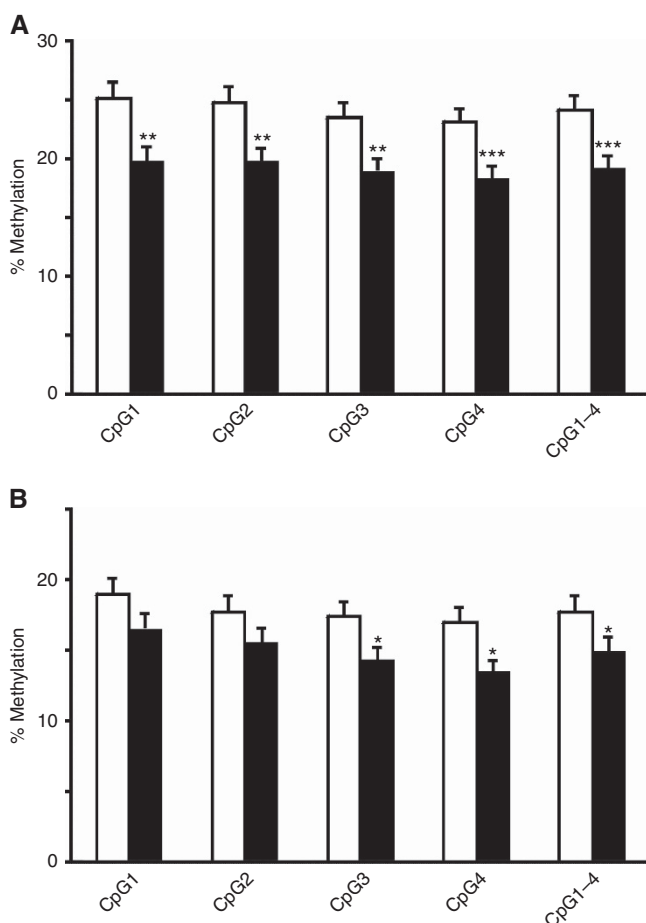 A
30
20
10
0
% Methylation
** ** ** *** ***
CpG1 CpG2 CpG3 CpG4 CpG1–4
B
20
10
0
% Methylation
* * *
CpG1 CpG2 CpG3 CpG4 CpG1–4